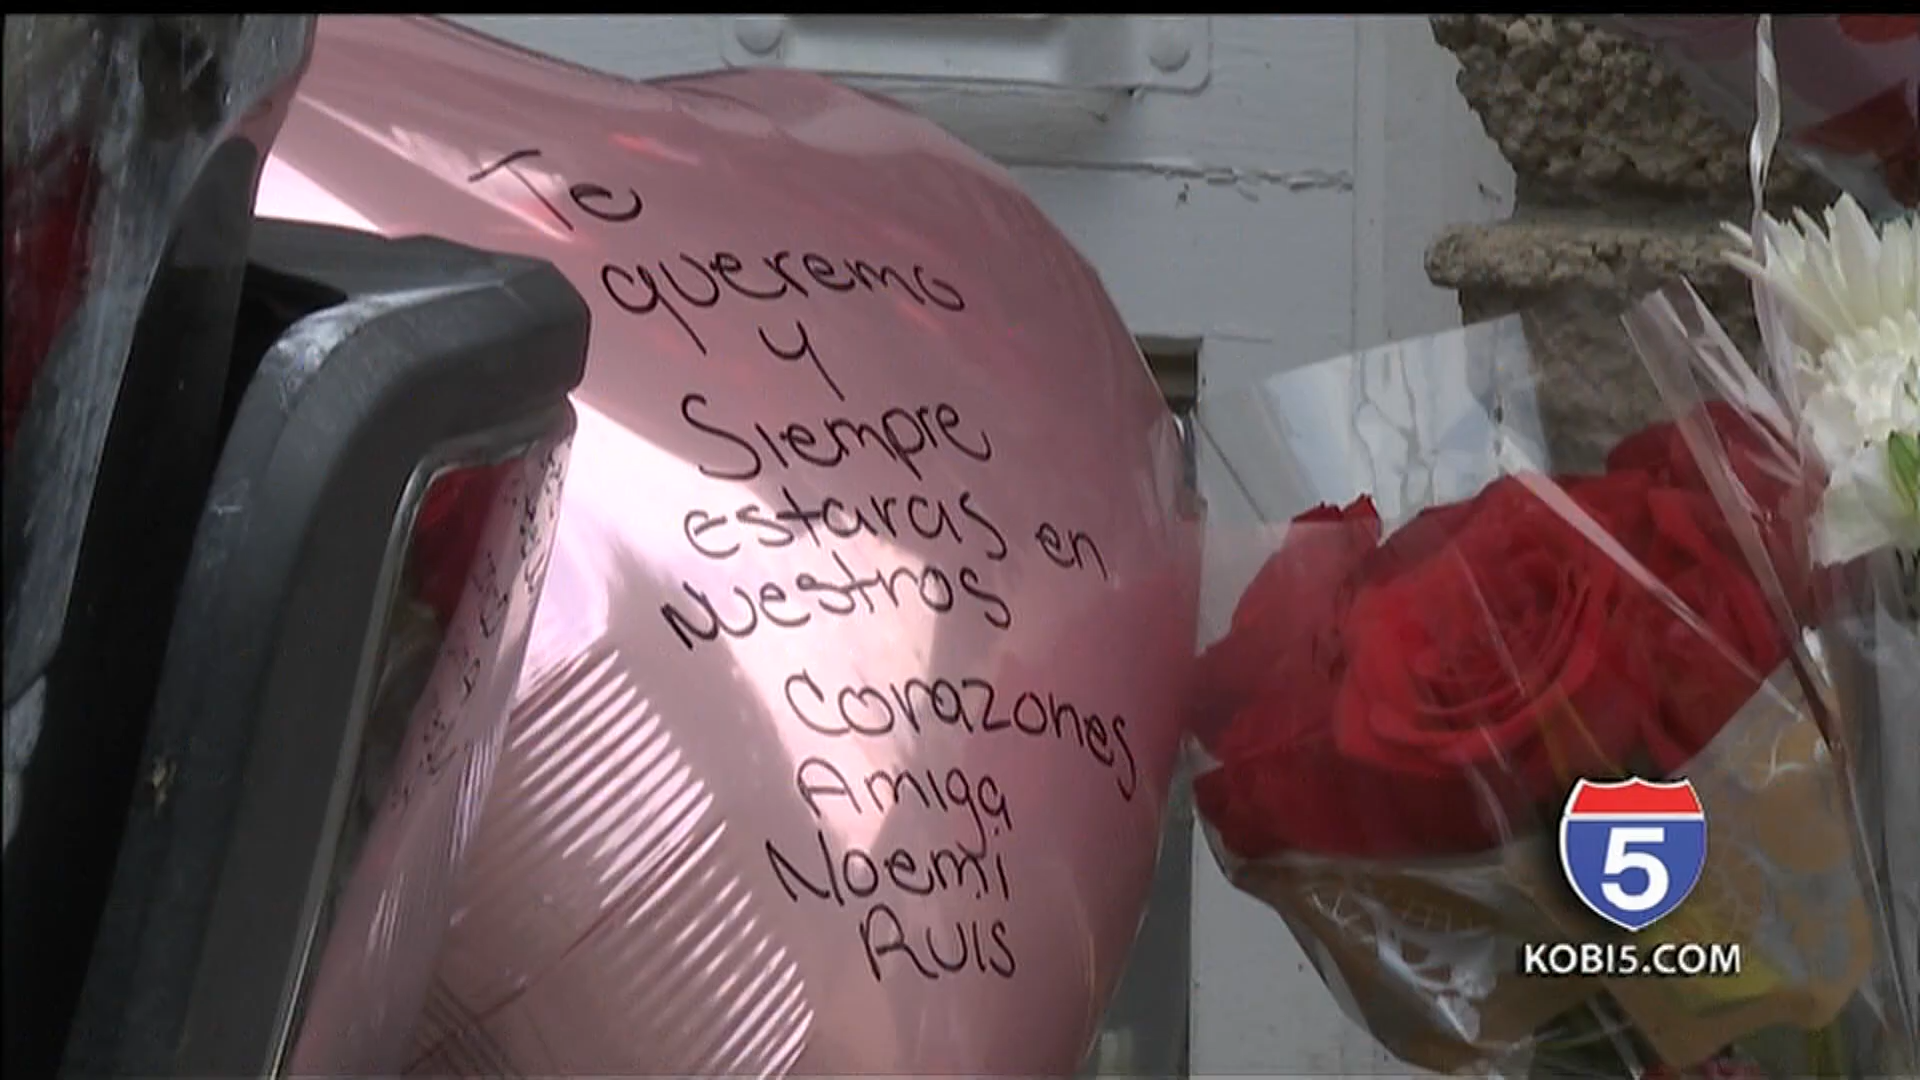 Te
queremo
y
Siempre
estaras en
Nuestros
Corazones
Amiga
Noemi
Ruis
5
KOBI5.COM